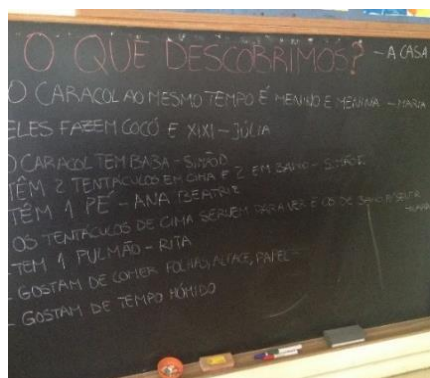 "O QUE DESCOBRIMOS? - A CASA
O CARACOL AO MESMO TEMPO É MENINO E MENINA - MARIA
ELES FAZEM COCÓ E XIXI - JÚLIA
O CARACOL TEM BABA - SIMÃO
TÊM 2 TENTÁCULOS EM CIMA E 2 EM BAIXO - SIMÃO
TÊM 1 PÉ - ANA BEATRIZ
OS TENTÁCULOS DE CIMA SERVEM PARA VER E OS DE BAIXO
- TEM 1 PULMÃO - RITA
- GOSTAM DE COMER FOLHAS, ALFACE, PAPEL -
- GOSTAM DE TEMPO HÚMIDO